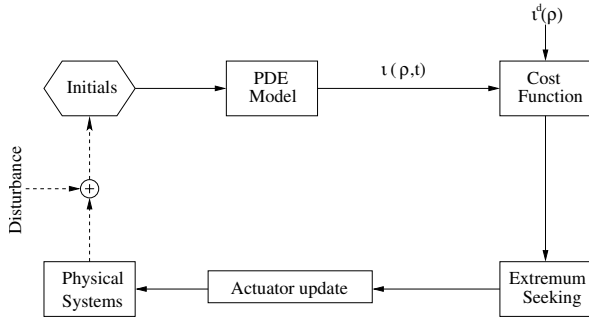 ι^d(ρ)
Initials
PDE
Model
ι(ρ,t)
Cost
Function
Disturbance
+
Physical
Systems
Actuator update
Extremum
Seeking